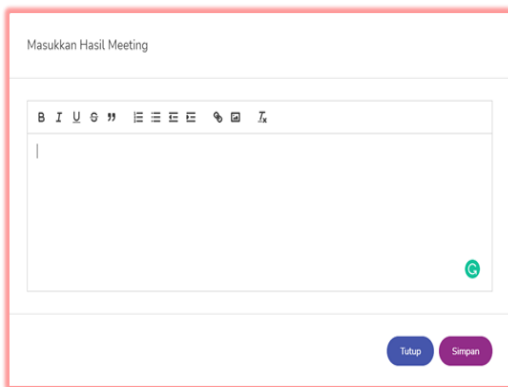 Masukkan Hasil Meeting
B I U S ”
Tutup Simpan